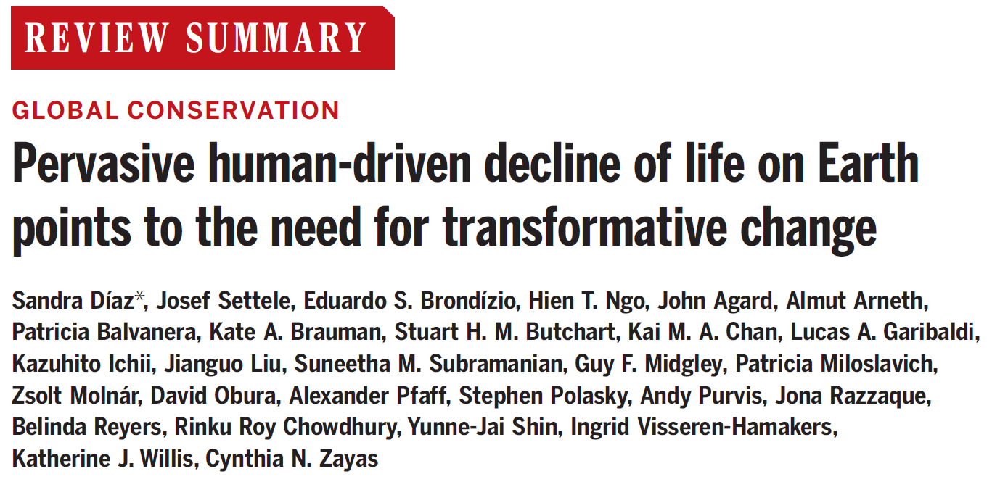 REVIEW SUMMARY
GLOBAL CONSERVATION
Pervasive human-driven decline of life on Earth
points to the need for transformative change
Sandra Díaz*, Josef Settele, Eduardo S. Brondízio, Hien T. Ngo, John Agard, Almut Arneth,
Patricia Balvanera, Kate A. Brauman, Stuart H. M. Butchart, Kai M. A. Chan, Lucas A. Garibaldi,
Kazuhito Ichii, Jianguo Liu, Suneetha M. Subramanian, Guy F. Midgley, Patricia Miloslavich,
Zsolt Molnár, David Obura, Alexander Pfaff, Stephen Polasky, Andy Purvis, Jona Razzaque,
Belinda Reyers, Rinku Roy Chowdhury, Yunne-Jai Shin, Ingrid Visseren-Hamakers,
Katherine J. Willis, Cynthia N. Zayas